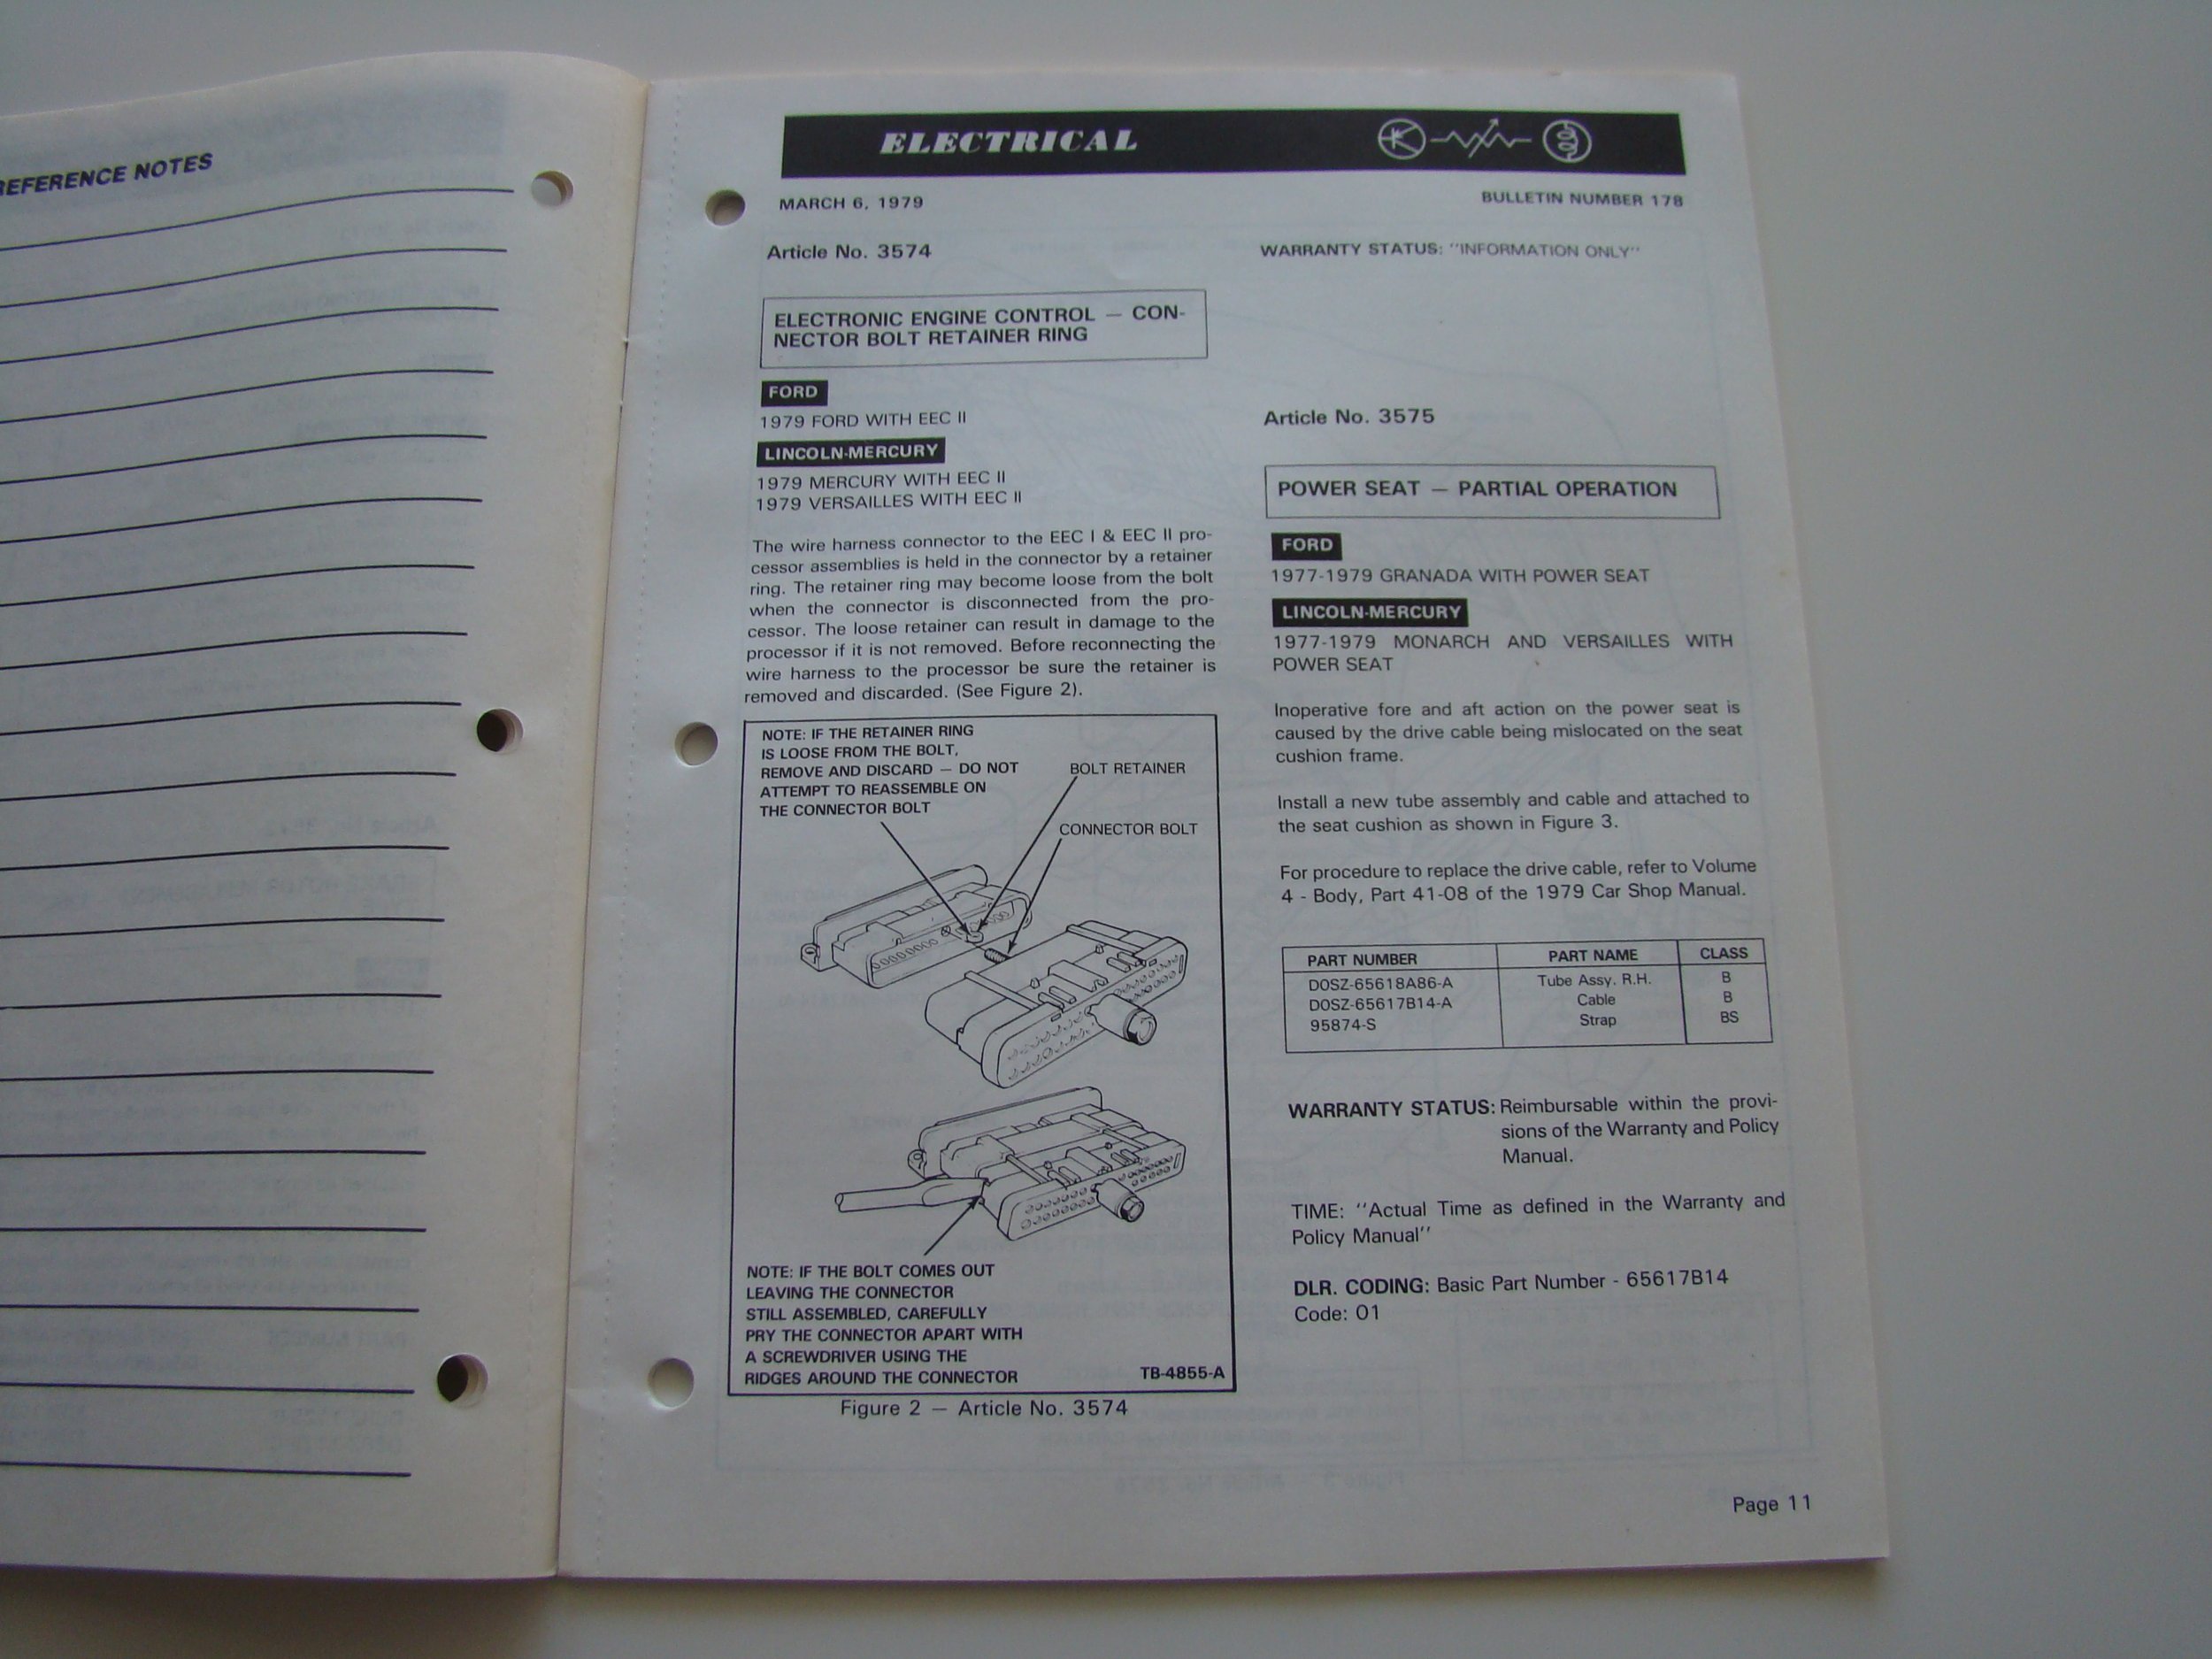 REFERENCE NOTES
ELECTRICAL
MARCH 6, 1979
BULLETIN NUMBER 178
Article No. 3574
ELECTRONIC ENGINE CONTROL — CON-
NECTOR BOLT RETAINER RING
FORD
1979 FORD WITH EEC II
LINCOLN-MERCURY
1979 MERCURY WITH EEC II
1979 VERSAILLES WITH EEC II
The wire harness connector to the EEC I & EEC II pro-
cessor assemblies is held in the connector by a retainer
ring. The retainer ring may become loose from the bolt
when the connector is disconnected from the pro-
cessor. The loose retainer can result in damage to the
processor if it is not removed. Before reconnecting the
wire harness to the processor be sure the retainer is
removed and discarded. (See Figure 2).
NOTE: IF THE RETAINER RING
IS LOOSE FROM THE BOLT,
REMOVE AND DISCARD — DO NOT
ATTEMPT TO REASSEMBLE ON
THE CONNECTOR BOLT
BOLT RETAINER
CONNECTOR BOLT
NOTE: IF THE BOLT COMES OUT
LEAVING THE CONNECTOR
STILL ASSEMBLED, CAREFULLY
PRY THE CONNECTOR APART WITH
A SCREWDRIVER USING THE
RIDGES AROUND THE CONNECTOR
TB-4855-A
Figure 2 — Article No. 3574
WARRANTY STATUS: "INFORMATION ONLY"
Article No. 3575
POWER SEAT — PARTIAL OPERATION
FORD
1977-1979 GRANADA WITH POWER SEAT
LINCOLN-MERCURY
1977-1979 MONARCH AND VERSAILLES WITH
POWER SEAT
Inoperative fore and aft action on the power seat is
caused by the drive cable being mislocated on the seat
cushion frame.
Install a new tube assembly and cable and attached to
the seat cushion as shown in Figure 3.
For procedure to replace the drive cable, refer to Volume
4 - Body, Part 41-08 of the 1979 Car Shop Manual.
PART NUMBER PART NAME CLASS
D0SZ-65618A86-A Tube Assy. R.H. B
D0SZ-65617B14-A Cable B
95874-S Strap BS
WARRANTY STATUS: Reimbursable within the provi-
sions of the Warranty and Policy
Manual.
TIME: "Actual Time as defined in the Warranty and
Policy Manual"
DLR. CODING: Basic Part Number - 65617B14
Code: 01
Page 11